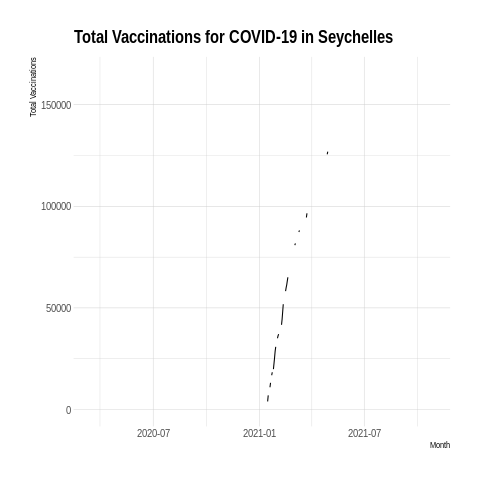 Total Vaccinations for COVID-19 in Seychelles
Total Vaccinations
150000
100000
50000
0
2020-07 2021-01 2021-07
Month